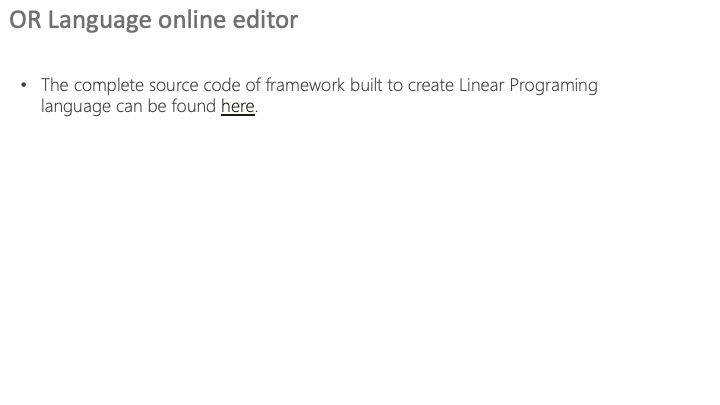 OR Language online editor
• The complete source code of framework built to create Linear Programing
language can be found here.